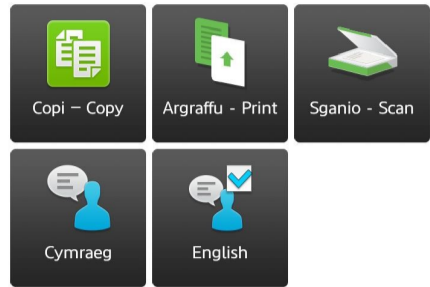 Copi – Copy
Argraffu - Print
Sganio - Scan
Cymraeg
English